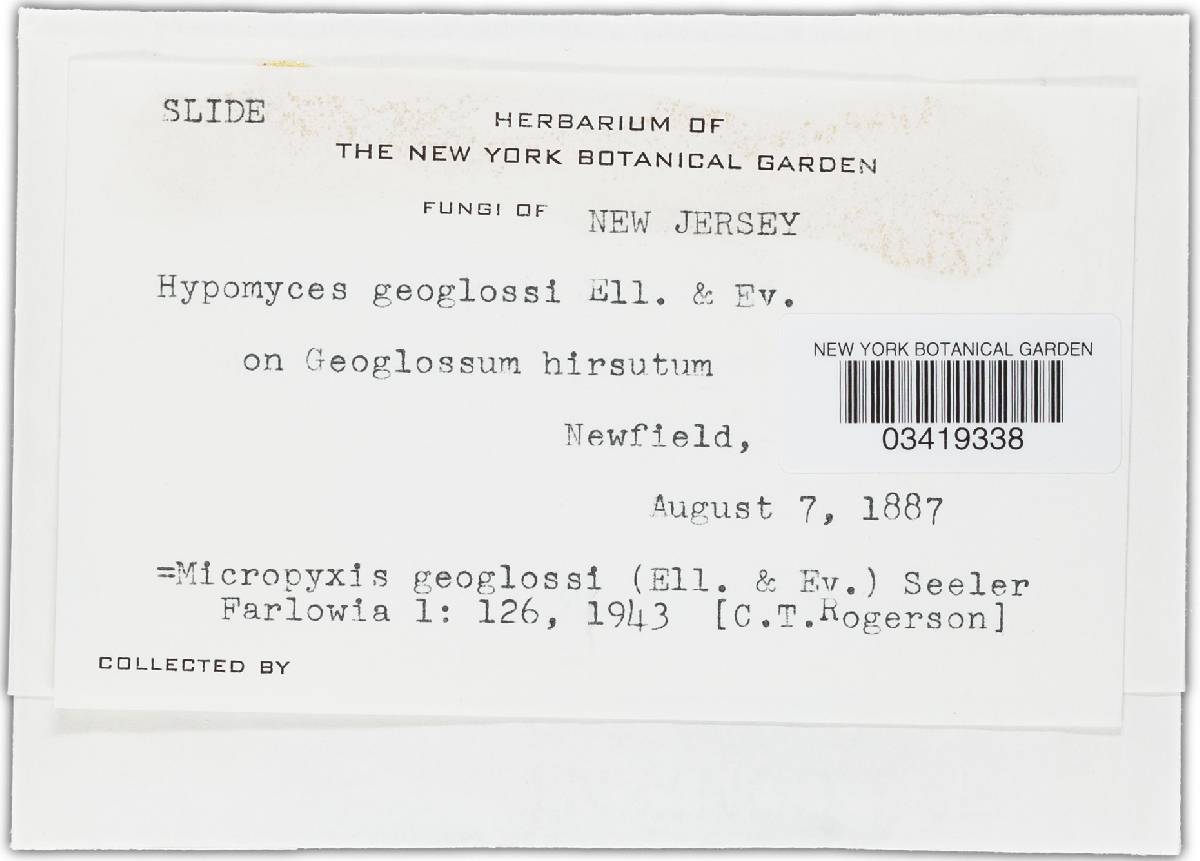 SLIDE
HERBARIUM OF
THE NEW YORK BOTANICAL GARDEN
FUNGI OF NEW JERSEY
Hypomyces geoglossi Ell. & Ev.
on Geoglossum hirsutum
NEW YORK BOTANICAL GARDEN
03419338
Newfield,
August 7, 1887
=Micropyxis geoglossi (Ell. & Ev.) Seeler
Farlowia 1: 126, 1943 [C.T.Rogerson]
COLLECTED BY